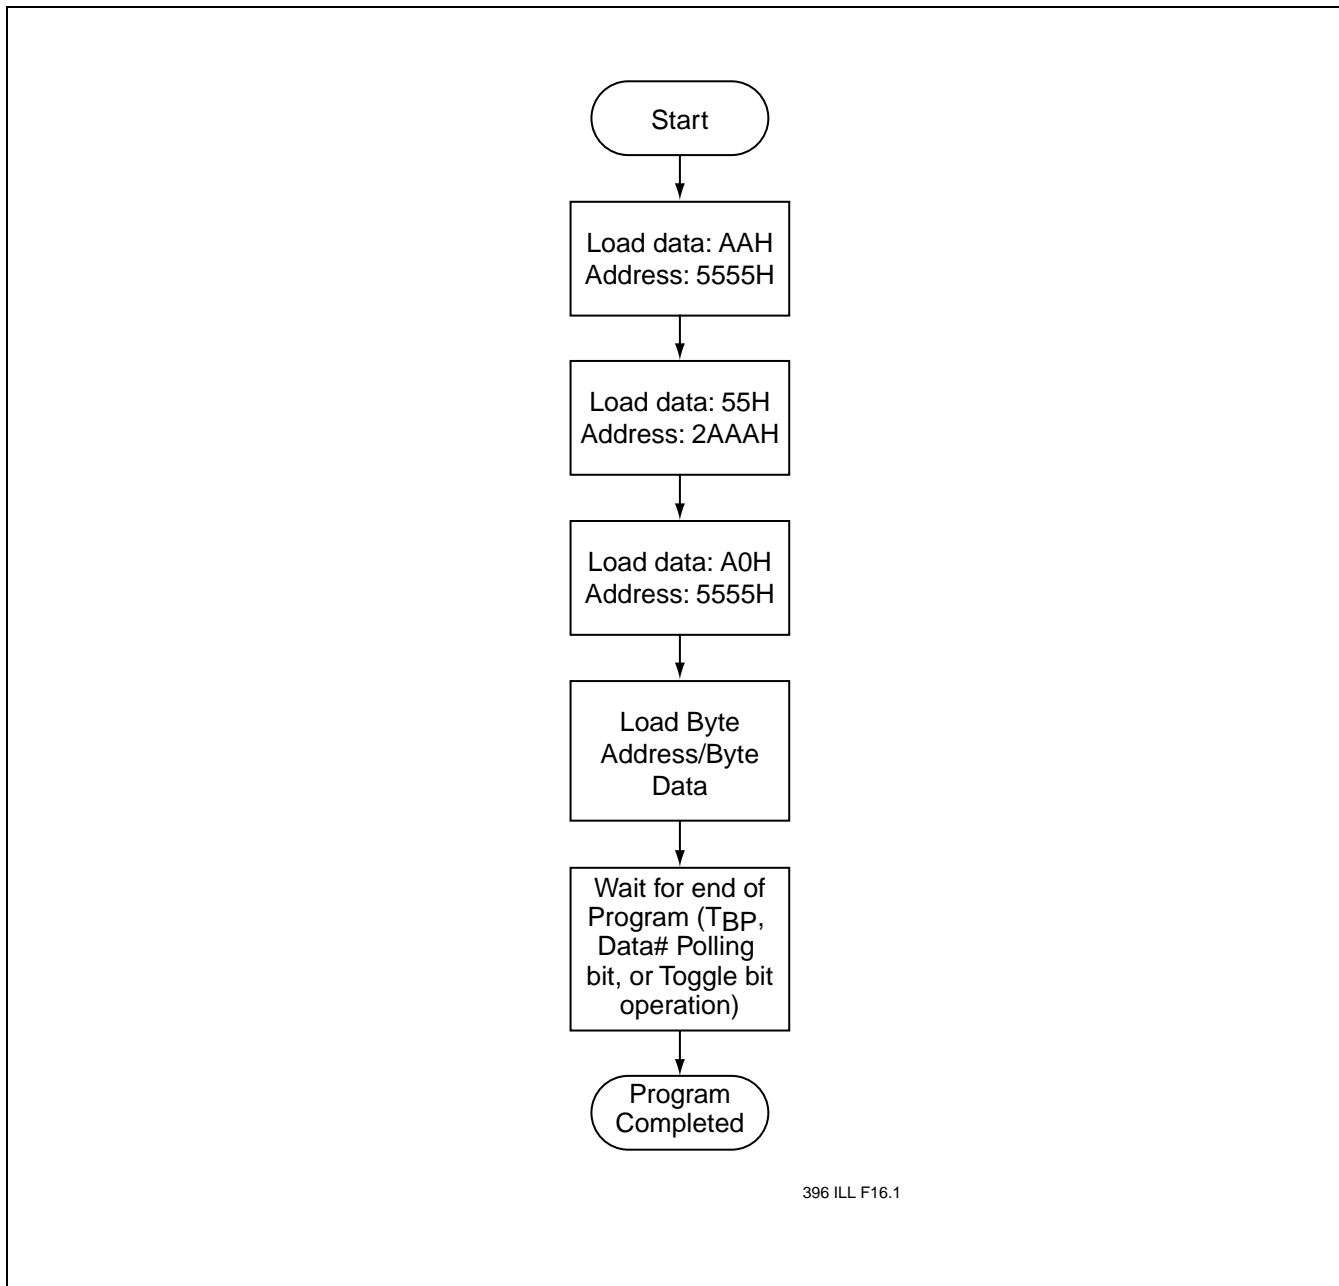 Start
Load data: AAH
Address: 5555H
Load data: 55H
Address: 2AAAH
Load data: A0H
Address: 5555H
Load Byte
Address/Byte
Data
Wait for end of
Program (TBP,
Data# Polling
bit, or Toggle bit
operation)
Program
Completed
396 ILL F16.1